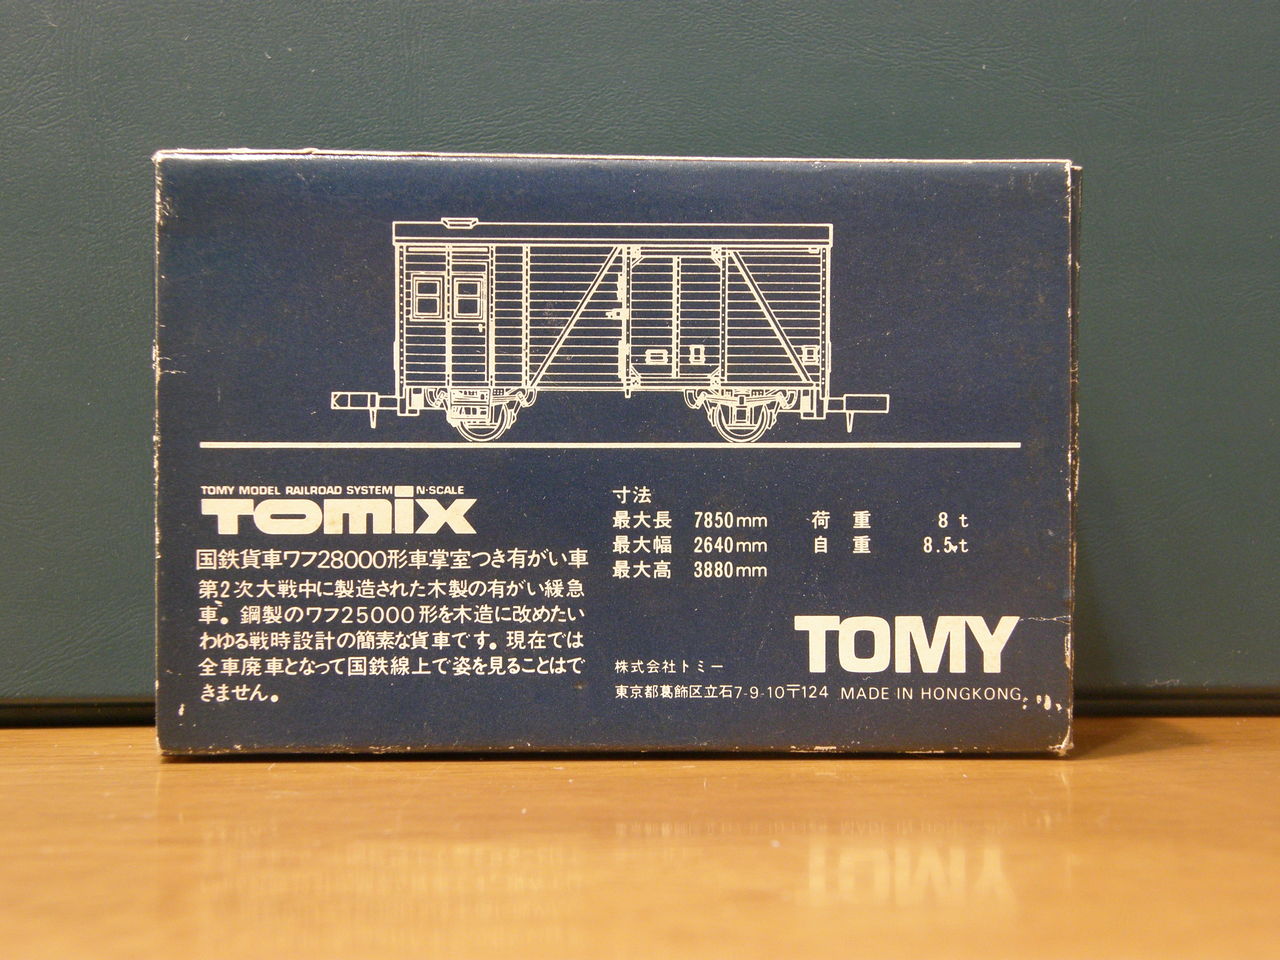 TOMY MODEL RAILROAD SYSTEM N-SCALE
TOMIX
国鉄貨車ワフ28000形車掌室つき有がい車
第2次大戦中に製造された木製の有がい緩急
車。鋼製のワフ25000形を木造に改めたい
わゆる戦時設計の簡素な貨車です。現在では
全車廃車となって国鉄線上で姿を見ることはで
きません。
寸法
最大長 7850mm 荷重 8t
最大幅 2640mm 自重 8.5t
最大高 3880mm
TOMY
株式会社トミー
東京都葛飾区立石7-9-10〒124 MADE IN HONGKONG